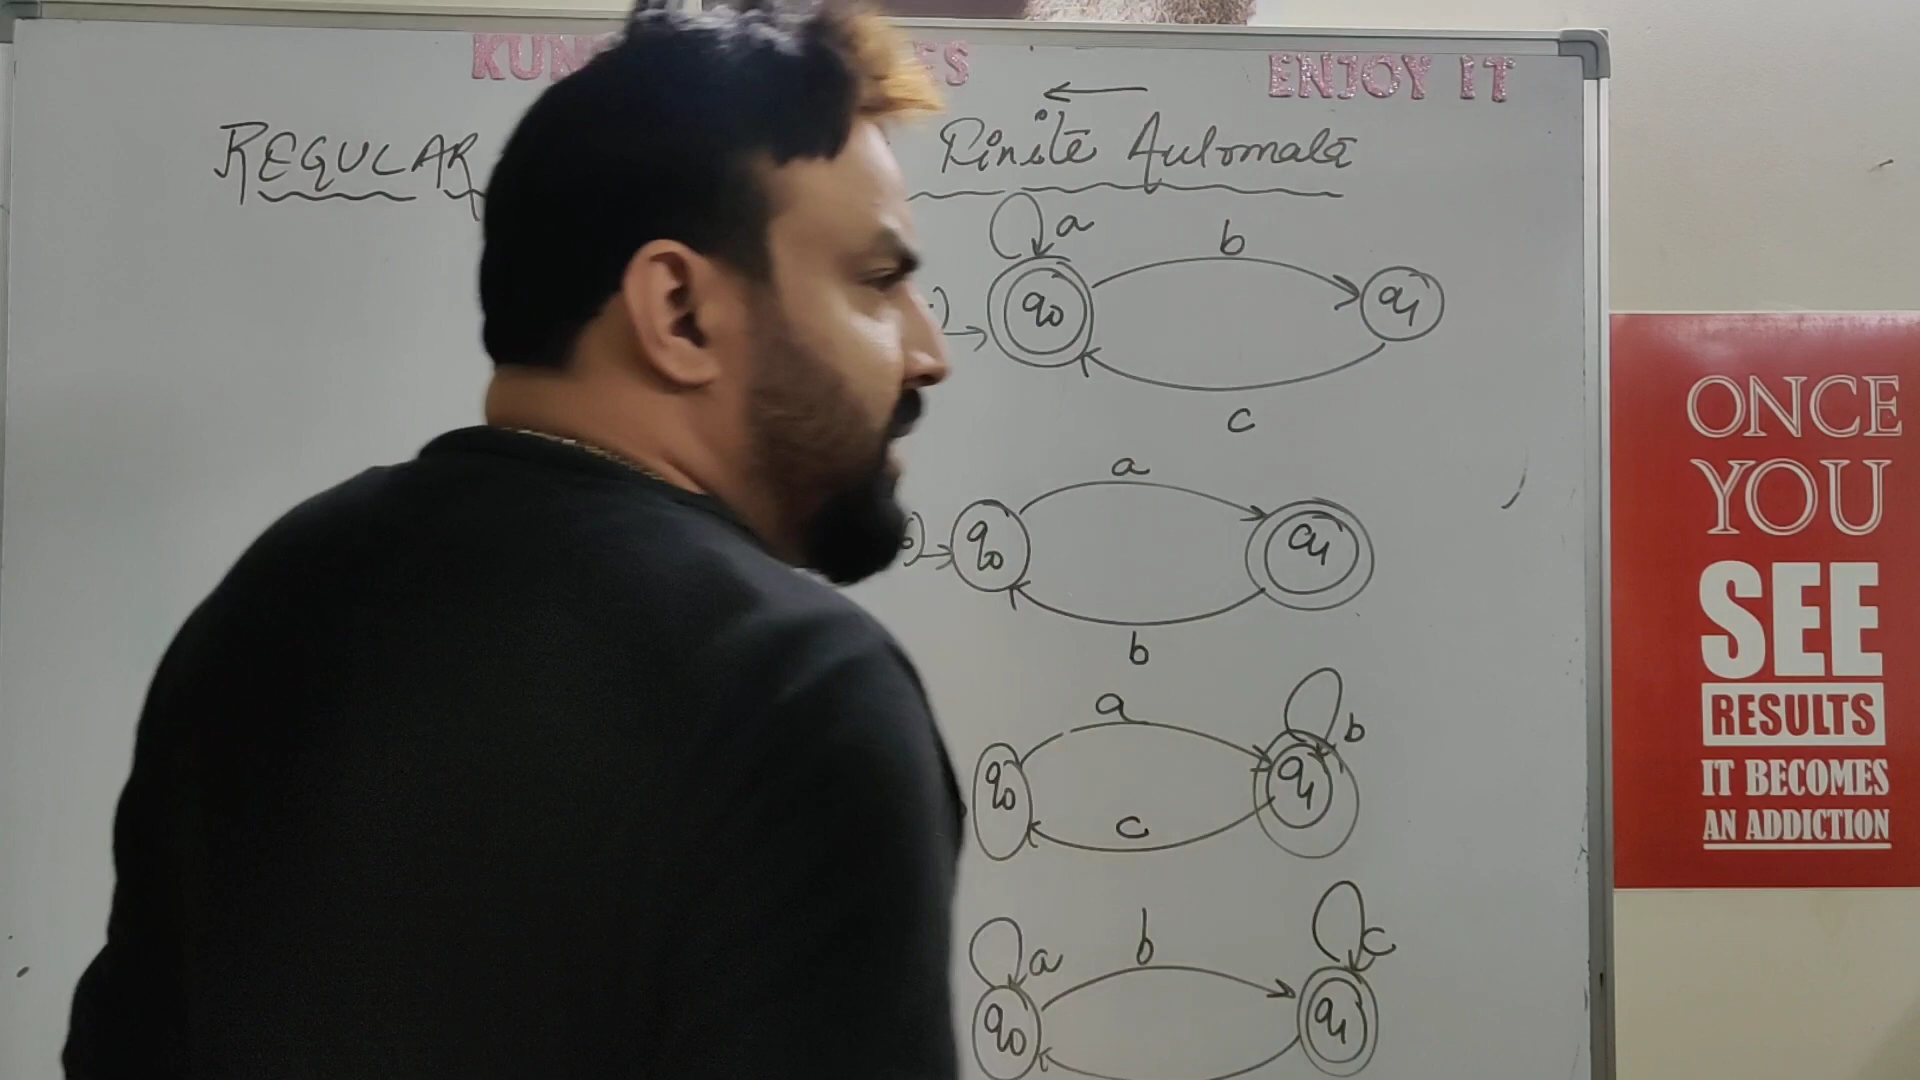 ENJOY IT
REGULAR Finite Automata
a
b
q0
q1
c
a
q0
q1
b
a
b
q0
q1
c
a
b
c
q0
q1
ONCE
YOU
SEE
RESULTS
IT BECOMES
AN ADDICTION